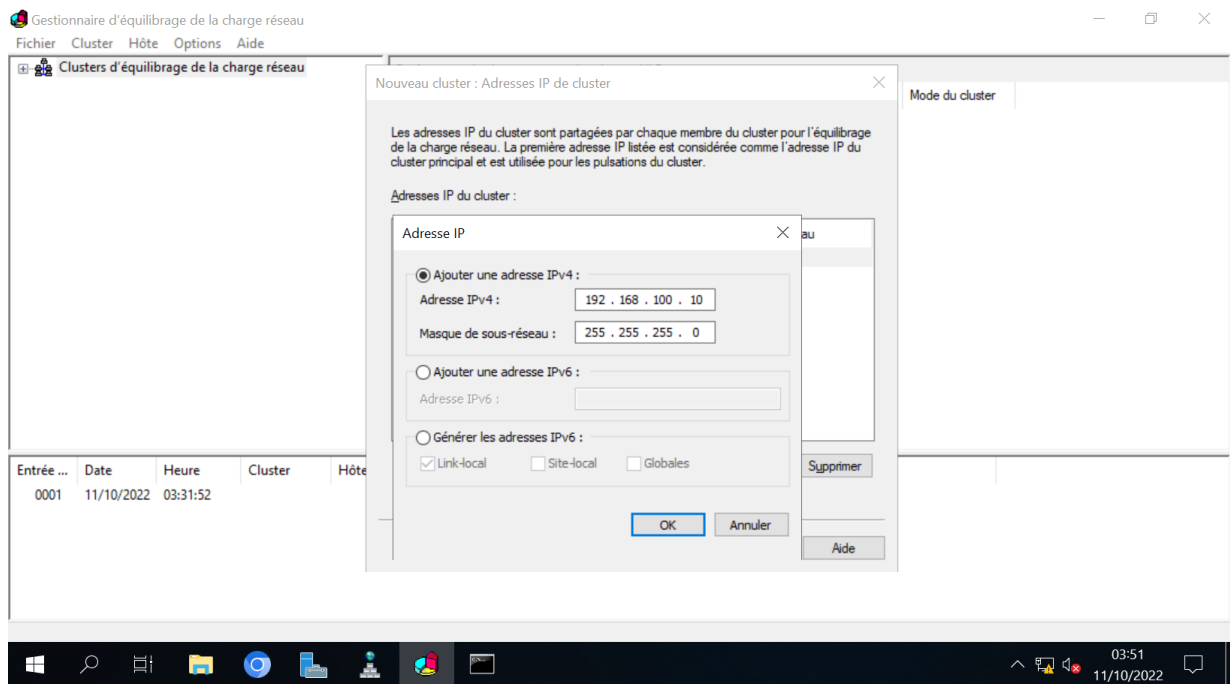 Gestionnaire d'équilibrage de la charge réseau
Fichier Cluster Hôte Options Aide
Clusters d'équilibrage de la charge réseau
Mode du cluster
Nouveau cluster : Adresses IP de cluster
Les adresses IP du cluster sont partagées par chaque membre du cluster pour l'équilibrage
de la charge réseau. La première adresse IP listée est considérée comme l'adresse IP du
cluster principal et est utilisée pour les pulsations du cluster.
Adresses IP du cluster :
au
Adresse IP
Ajouter une adresse IPv4 :
Adresse IPv4 : 192 . 168 . 100 . 10
Masque de sous-réseau : 255 . 255 . 255 . 0
Ajouter une adresse IPv6 :
Adresse IPv6 :
Générer les adresses IPv6 :
Link-local Site-local Globales
OK Annuler
Supprimer
Aide
Entrée ... Date Heure Cluster Hôte
0001 11/10/2022 03:31:52
03:51
11/10/2022